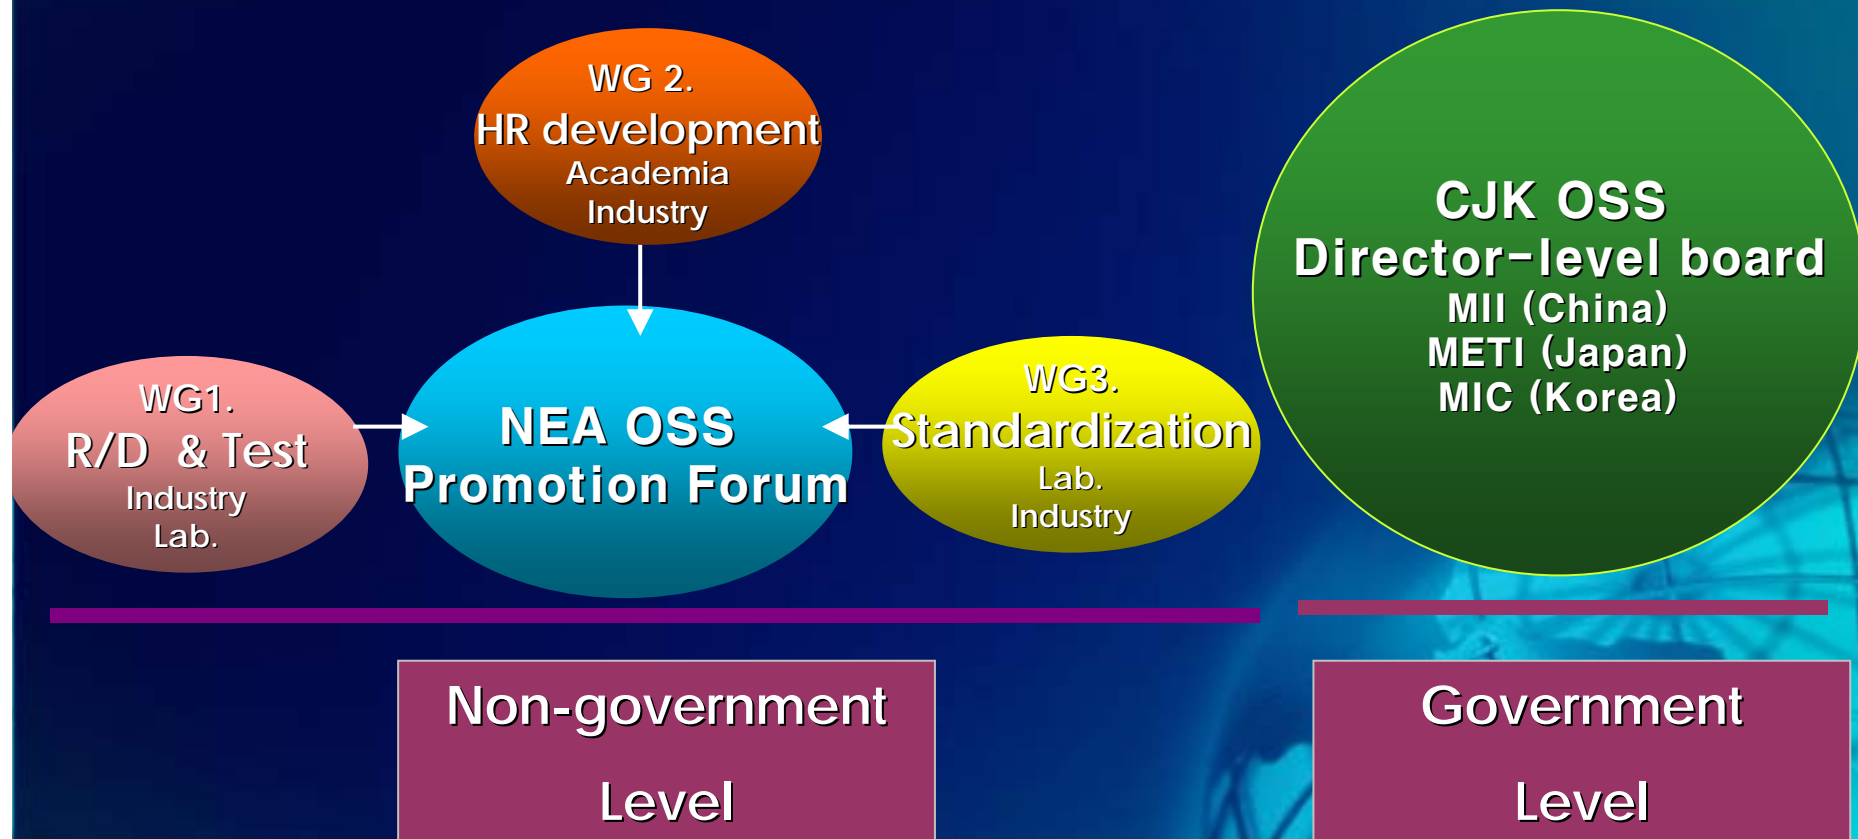 WG 2.
HR development
Academia
Industry
WG1.
R/D & Test
Industry
Lab.
NEA OSS
Promotion Forum
WG3.
Standardization
Lab.
Industry
CJK OSS
Director-level board
MII (China)
METI (Japan)
MIC (Korea)
Non-government
Level
Government
Level